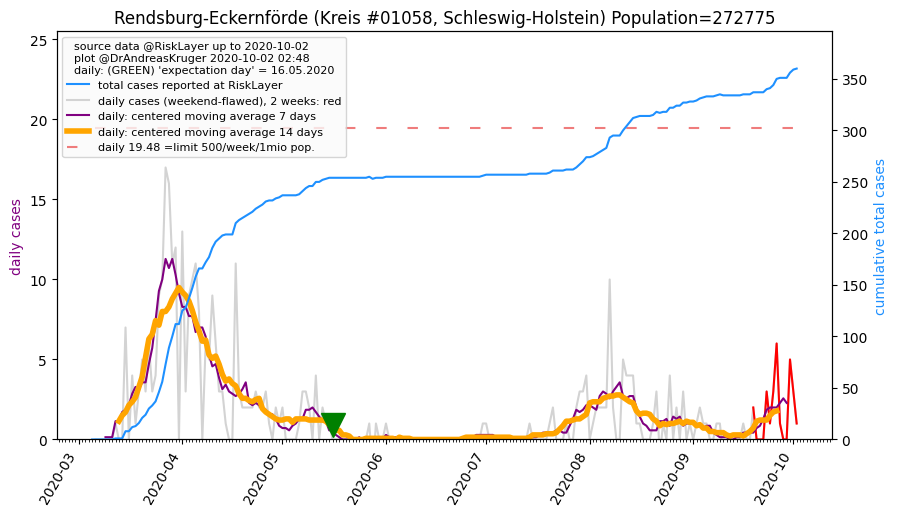 Rendsburg-Eckernförde (Kreis #01058, Schleswig-Holstein) Population=272775
source data @RiskLayer up to 2020-10-02
plot @DrAndreasKruger 2020-10-02 02:48
daily: (GREEN) 'expectation day' = 16.05.2020
total cases reported at RiskLayer
daily cases (weekend-flawed), 2 weeks: red
daily: centered moving average 7 days
daily: centered moving average 14 days
daily 19.48 =limit 500/week/1mio pop.
daily cases
25
20
15
10
5
0
cumulative total cases
350
300
250
200
150
100
50
0
2020-03
2020-04
2020-05
2020-06
2020-07
2020-08
2020-09
2020-10